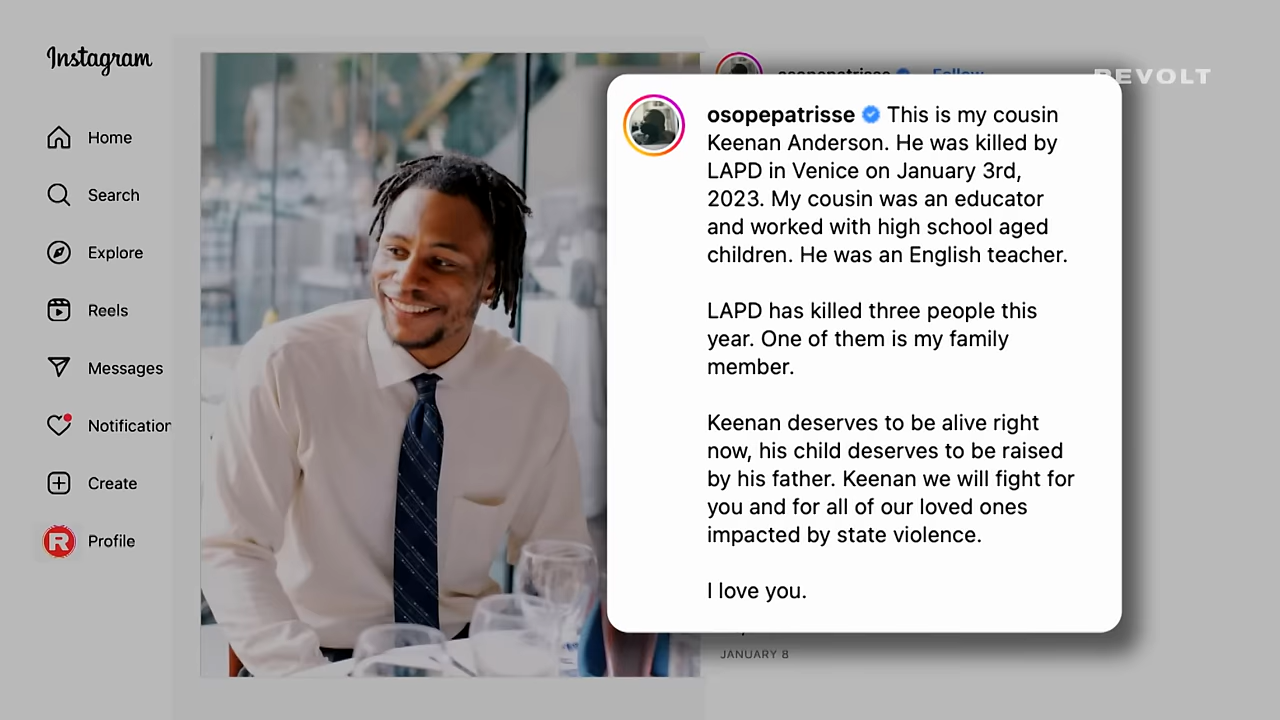 Instagram
Home
Search
Explore
Reels
Messages
Notification
Create
R
Profile
REVOLT
osopepatrisse Follow
osopepatrisse This is my cousin
Keenan Anderson. He was killed by
LAPD in Venice on January 3rd,
2023. My cousin was an educator
and worked with high school aged
children. He was an English teacher.
LAPD has killed three people this
year. One of them is my family
member.
Keenan deserves to be alive right
now, his child deserves to be raised
by his father. Keenan we will fight for
you and for all of our loved ones
impacted by state violence.
I love you.
JANUARY 8